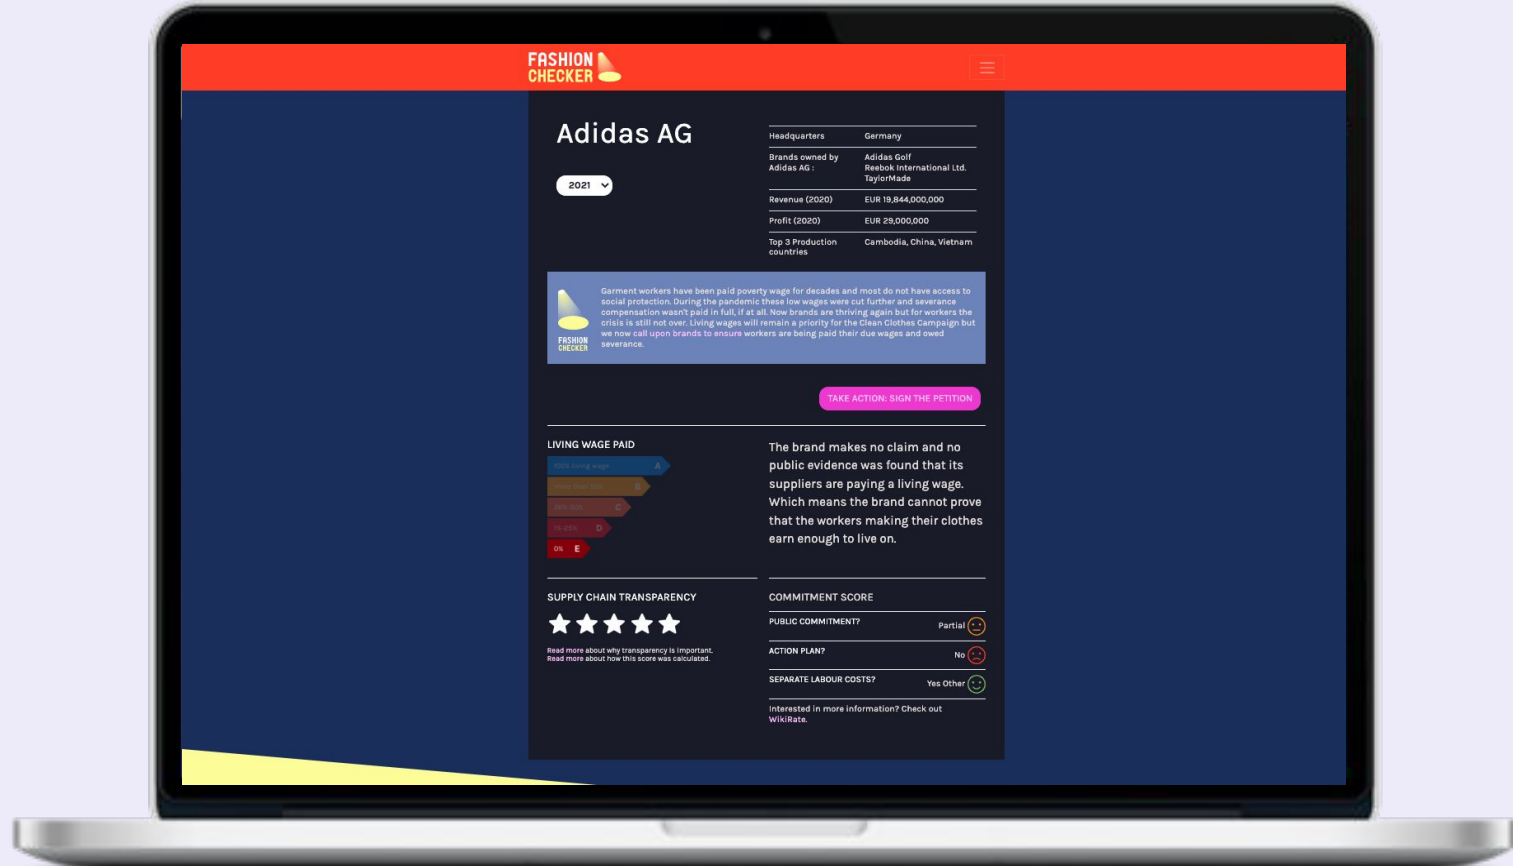 FASHION
CHECKER
Adidas AG
2021
Headquarters Germany
Brands owned by Adidas Golf
Adidas AG : Reebok International Ltd.
TaylorMade
Revenue (2020) EUR 19,844,000,000
Profit (2020) EUR 29,000,000
Top 3 Production Cambodia, China, Vietnam
countries
Garment workers have been paid poverty wage for decades and most do not have access to
social protection. During the pandemic these low wages were cut further and severance
compensation wasn't paid in full, if at all. Now brands are thriving again but for workers the
crisis is still not over. Living wages will remain a priority for the Clean Clothes Campaign but
we now call upon brands to ensure workers are being paid their due wages and owed
severance.
FASHION
CHECKER
TAKE ACTION: SIGN THE PETITION
LIVING WAGE PAID
100% living wage A
B
C
D
0% E
The brand makes no claim and no
public evidence was found that its
suppliers are paying a living wage.
Which means the brand cannot prove
that the workers making their clothes
earn enough to live on.
SUPPLY CHAIN TRANSPARENCY
Read more about why transparency is important.
Read more about how this score was calculated.
COMMITMENT SCORE
PUBLIC COMMITMENT? Partial
ACTION PLAN? No
SEPARATE LABOUR COSTS? Yes Other
Interested in more information? Check out
WikiRate.